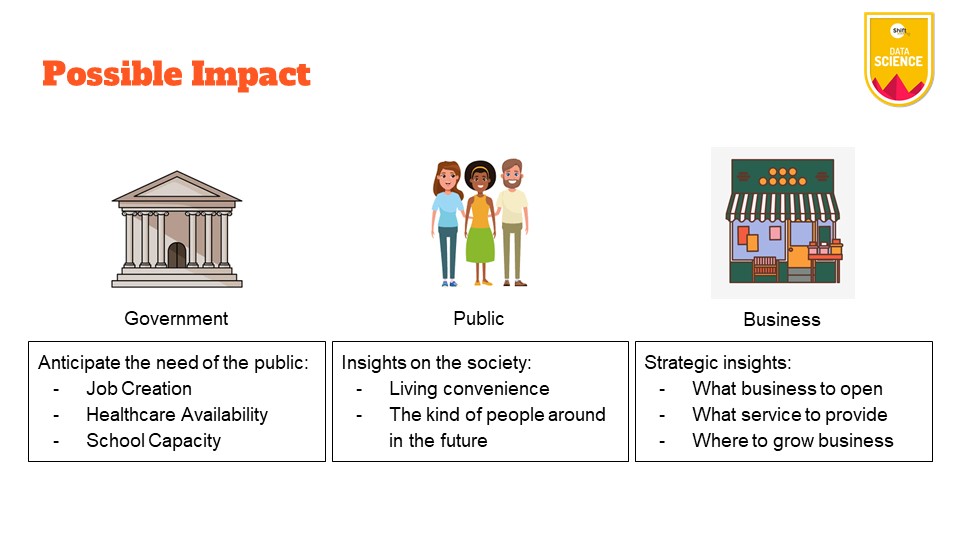 Possible Impact
Shift
DATA
SCIENCE
Government
Public
Business
Anticipate the need of the public:
- Job Creation
- Healthcare Availability
- School Capacity
Insights on the society:
- Living convenience
- The kind of people around
in the future
Strategic insights:
- What business to open
- What service to provide
- Where to grow business